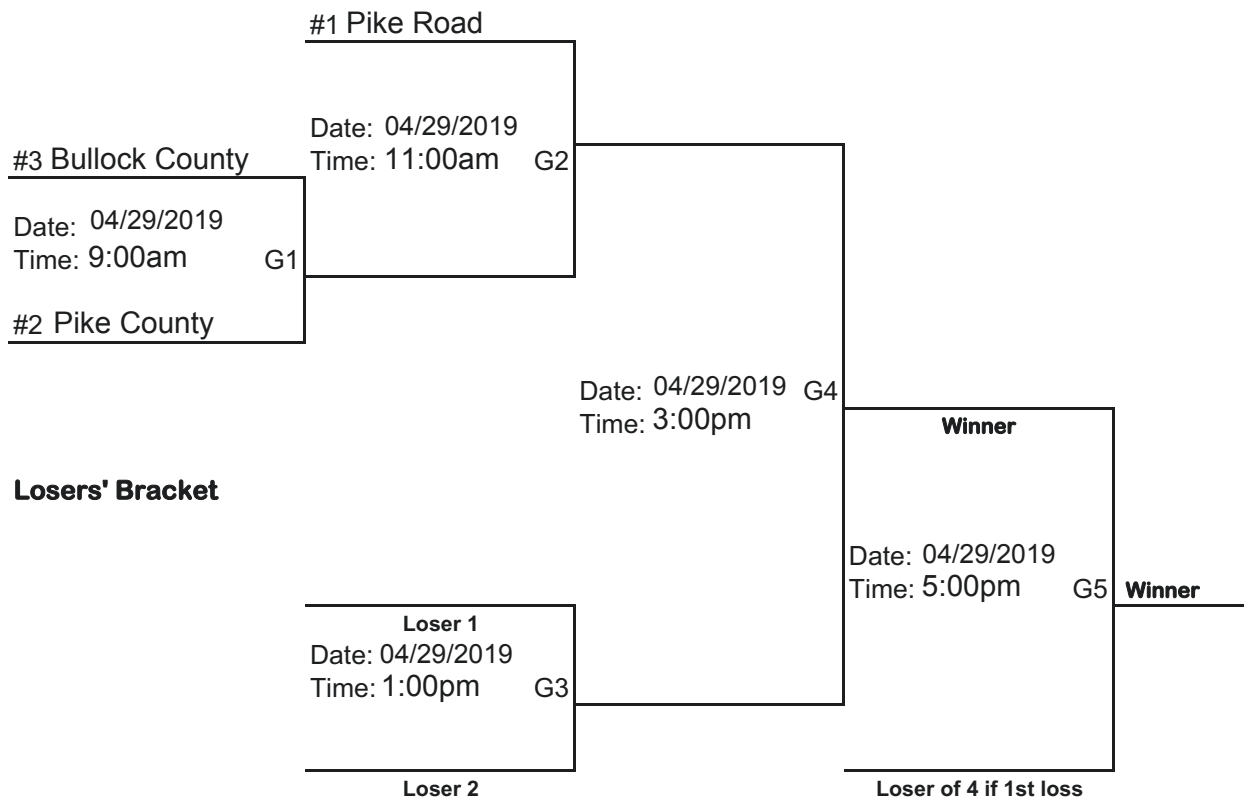 #1 Pike Road
Date: 04/29/2019
Time: 11:00am G2
#3 Bullock County
Date: 04/29/2019
Time: 9:00am G1
#2 Pike County
Date: 04/29/2019 G4
Time: 3:00pm
Winner
Losers' Bracket
Date: 04/29/2019
Time: 5:00pm G5 Winner
Loser 1
Date: 04/29/2019
Time: 1:00pm G3
Loser 2
Loser of 4 if 1st loss